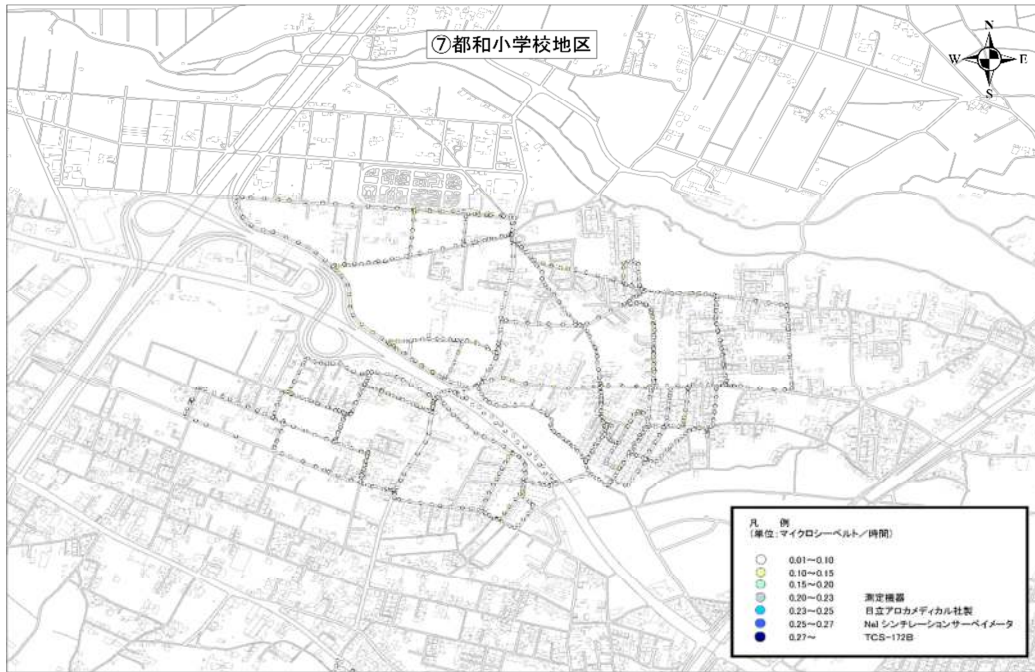 ⑦都和小学校地区
N
W E
S
凡 例
(単位:マイクロシーベルト/時間)
0.01~0.10
0.10~0.15
0.15~0.20
0.20~0.23 測定機器
0.23~0.25 日立アロカメディカル社製
0.25~0.27 NaI シンチレーションサーベイメータ
0.27~ TCS-172B